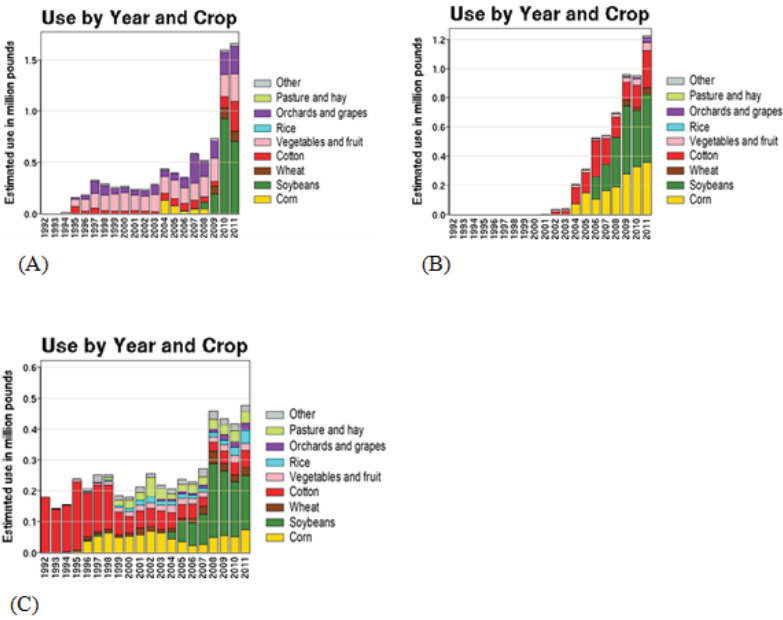 Use by Year and Crop
Estimated use in million pounds
1.5
1.0
0.5
0.0
1992
1993
1994
1995
1996
1997
1998
1999
2000
2001
2002
2003
2004
2005
2006
2007
2008
2009
2010
2011
Other
Pasture and hay
Orchards and grapes
Rice
Vegetables and fruit
Cotton
Wheat
Soybeans
Corn
(A)
Use by Year and Crop
Estimated use in million pounds
1.2
1.0
0.8
0.6
0.4
0.2
0.0
1992
1993
1994
1995
1996
1997
1998
1999
2000
2001
2002
2003
2004
2005
2006
2007
2008
2009
2010
2011
Other
Pasture and hay
Orchards and grapes
Rice
Vegetables and fruit
Cotton
Wheat
Soybeans
Corn
(B)
Use by Year and Crop
Estimated use in million pounds
0.6
0.5
0.4
0.3
0.2
0.1
0.0
1992
1993
1994
1995
1996
1997
1998
1999
2000
2001
2002
2003
2004
2005
2006
2007
2008
2009
2010
2011
Other
Pasture and hay
Orchards and grapes
Rice
Vegetables and fruit
Cotton
Wheat
Soybeans
Corn
(C)